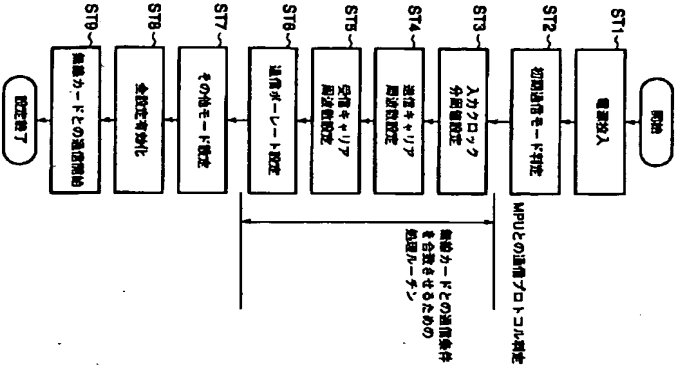 開始
ST1
電源投入
ST2
初期通信モード判定
MPUとの通信プロトコル判定
ST3
入力クロック
分周値設定
ST4
送信キャリア
周波数設定
ST5
受信キャリア
周波数設定
ST6
通信ボーレート設定
無線カードとの通信条件
を合致させるための
処理ルーチン
ST7
その他モード設定
ST8
全設定有効化
ST9
無線カードとの通信開始
設定終了